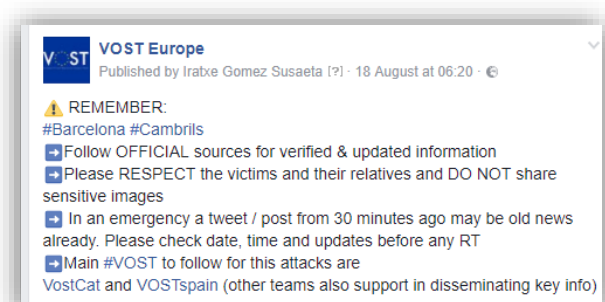 VOST
VOST Europe
Published by Iratxe Gomez Susaeta [?] · 18 August at 06:20 ·
⚠ REMEMBER:
#Barcelona #Cambrils
➡Follow OFFICIAL sources for verified & updated information
➡Please RESPECT the victims and their relatives and DO NOT share
sensitive images
➡ In an emergency a tweet / post from 30 minutes ago may be old news
already. Please check date, time and updates before any RT
➡Main #VOST to follow for this attacks are
VostCat and VOSTspain (other teams also support in disseminating key info)